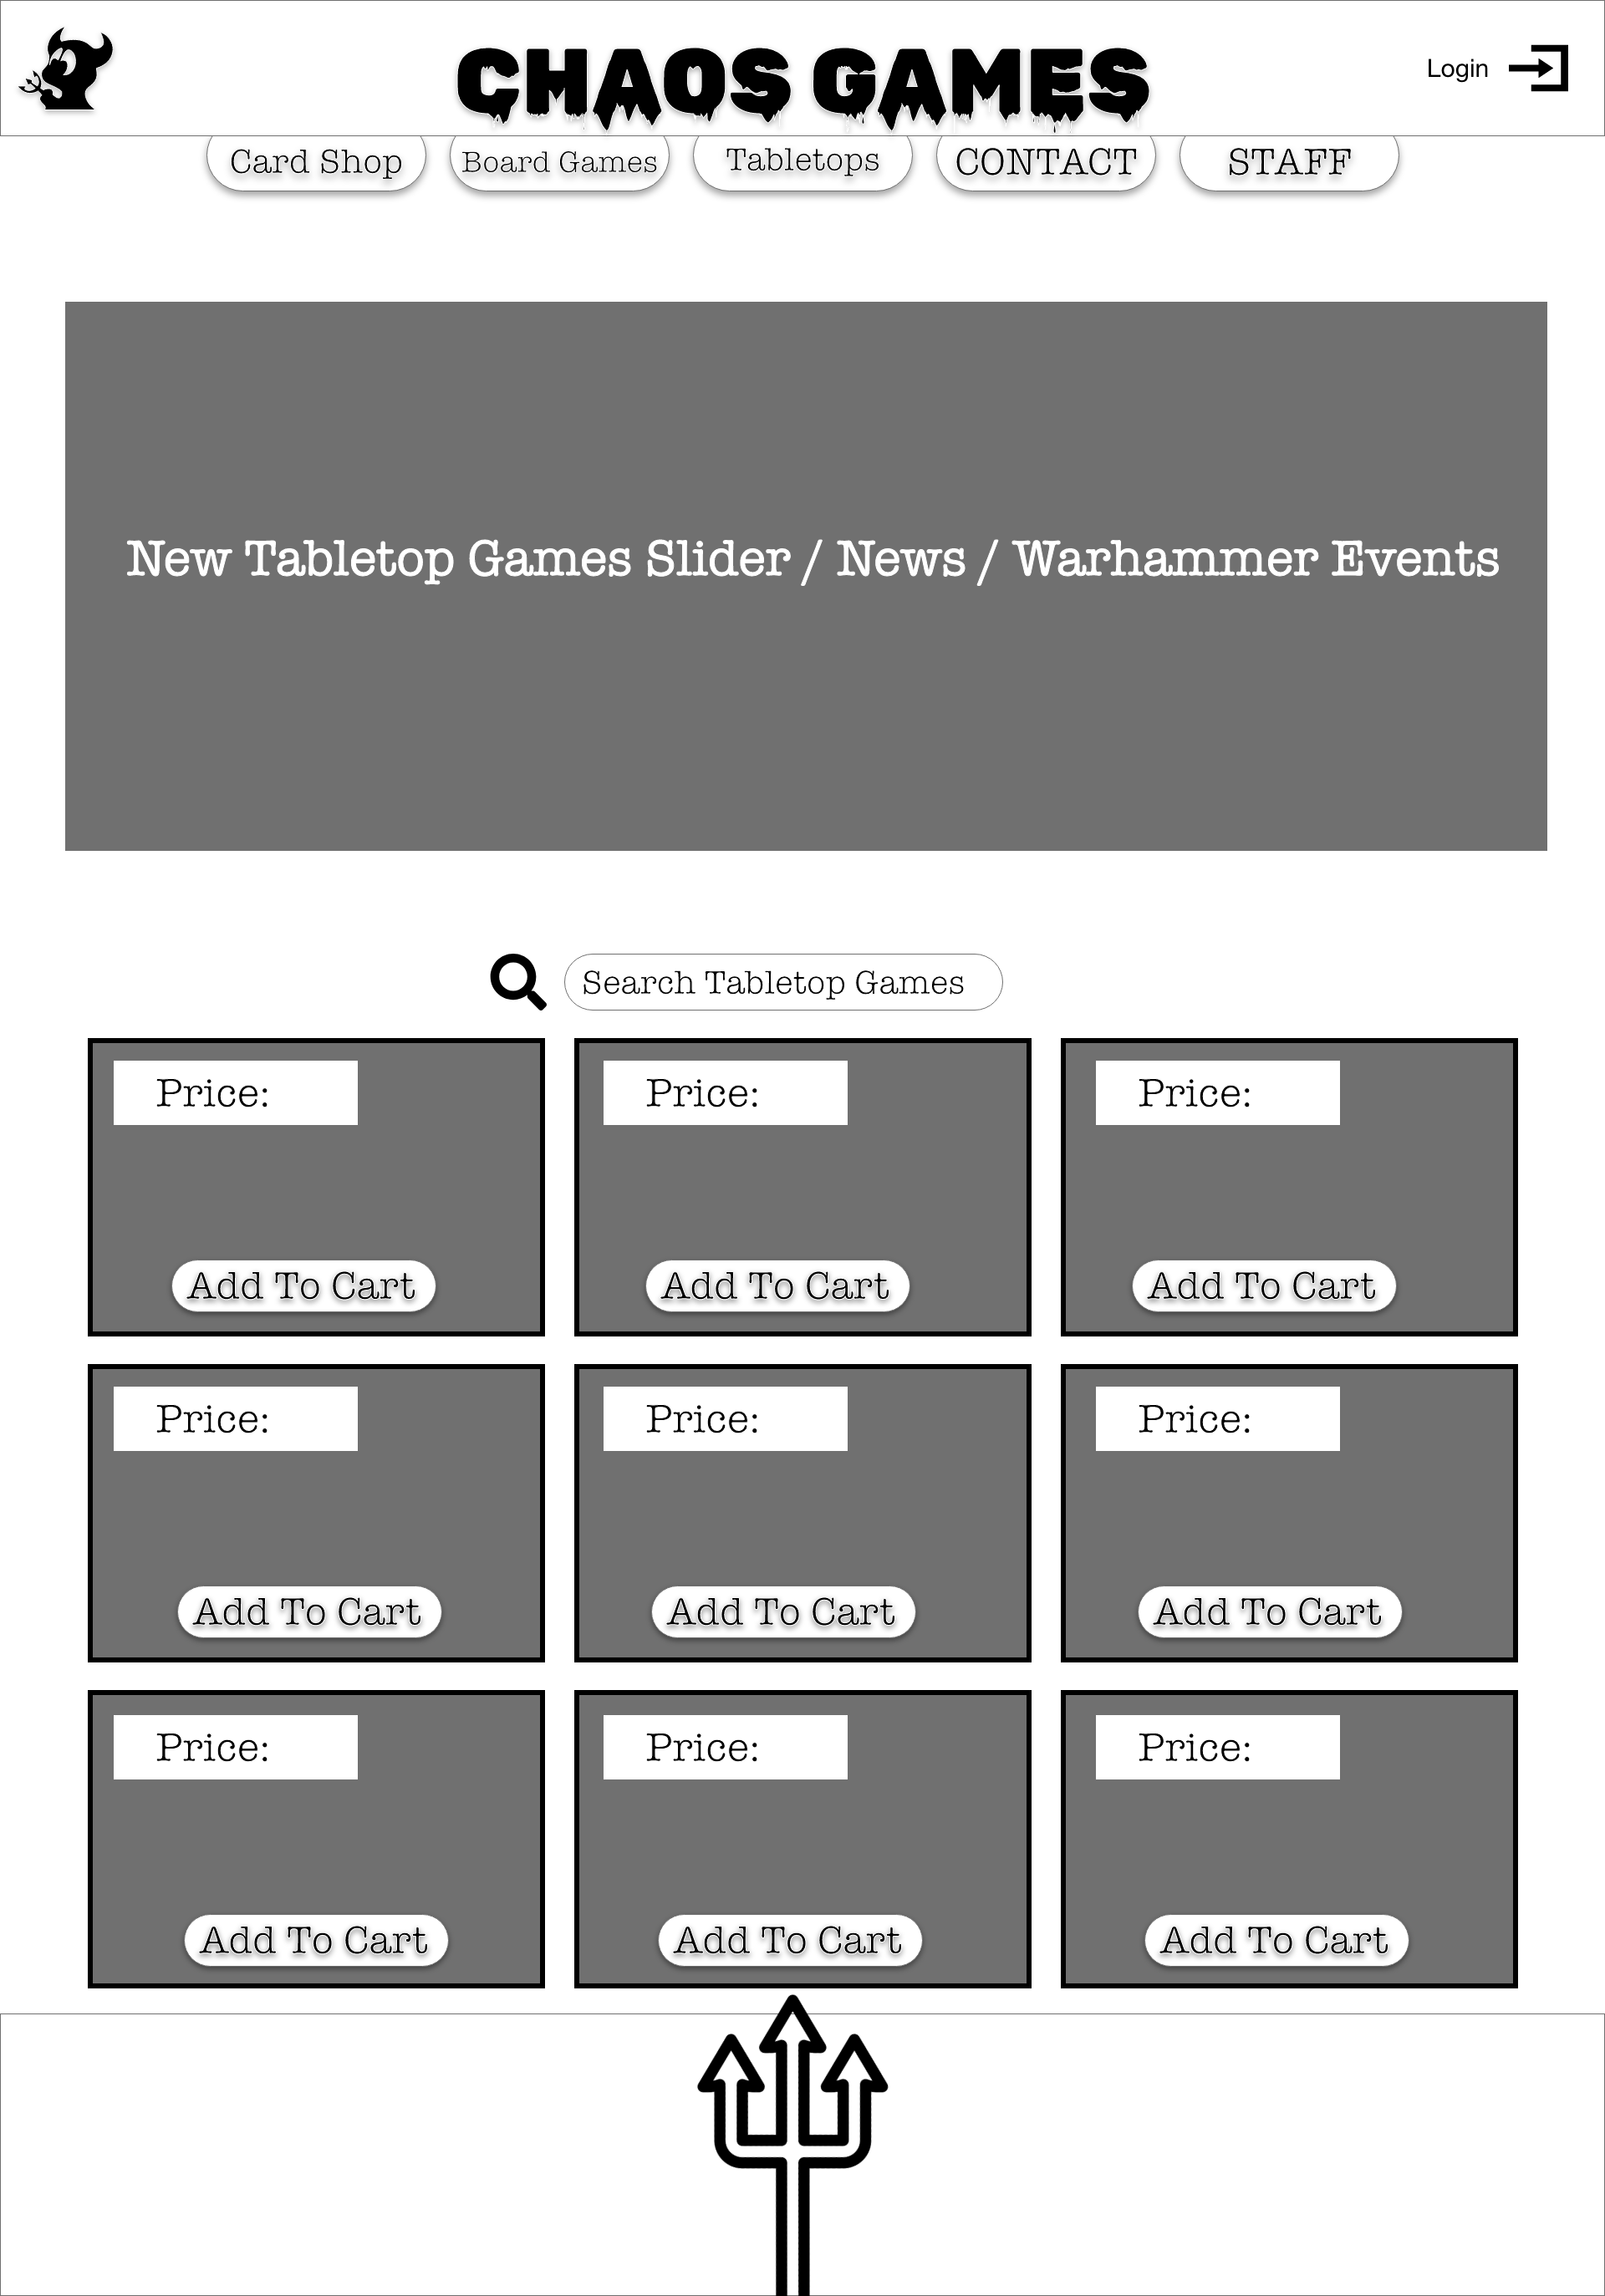 CHAOS GAMES
Login
Card Shop
Board Games
Tabletops
CONTACT
STAFF
New Tabletop Games Slider / News / Warhammer Events
Search Tabletop Games
Price:
Price:
Price:
Add To Cart
Add To Cart
Add To Cart
Price:
Price:
Price:
Add To Cart
Add To Cart
Add To Cart
Price:
Price:
Price:
Add To Cart
Add To Cart
Add To Cart